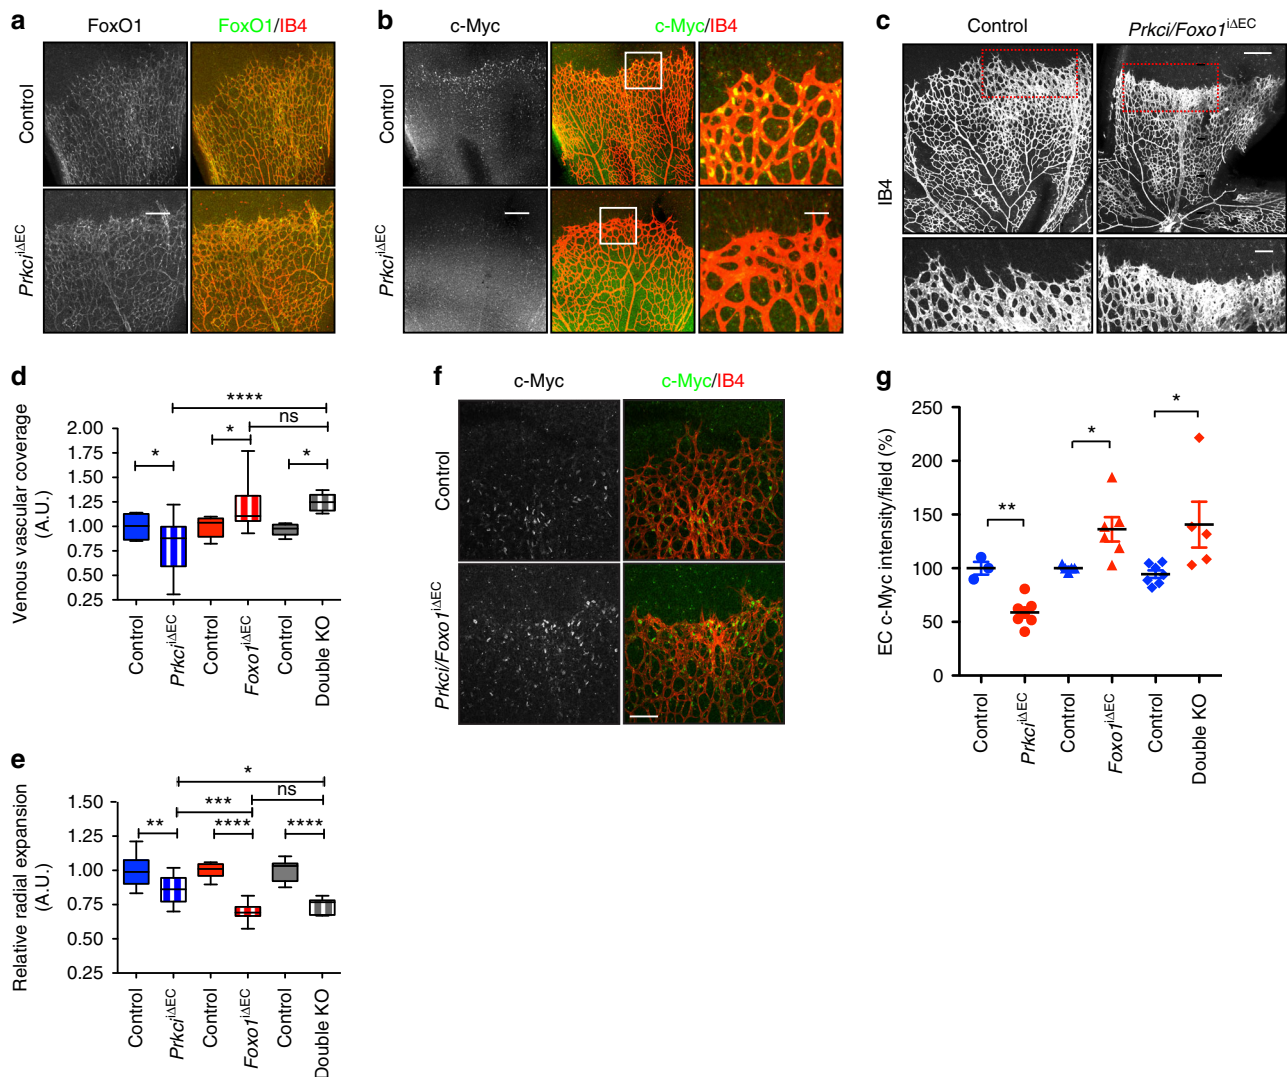 a
FoxO1
FoxO1/IB4
Control
Prkci^iΔEC
b
c-Myc
c-Myc/IB4
Control
Prkci^iΔEC
c
Control
Prkci/Foxo1^iΔEC
IB4
d
Venous vascular coverage
(A.U.)
2.00
1.75
1.50
1.25
1.00
0.75
0.50
0.25
****
ns
*
*
*
Control
Prkci^iΔEC
Control
Foxo1^iΔEC
Control
Double KO
e
Relative radial expansion
(A.U.)
1.50
1.25
1.00
0.75
0.50
0.25
*
ns
***
**
****
****
Control
Prkci^iΔEC
Control
Foxo1^iΔEC
Control
Double KO
f
c-Myc
c-Myc/IB4
Control
Prkci/Foxo1^iΔEC
g
EC c-Myc intensity/field (%)
250
200
150
100
50
0
**
*
*
Control
Prkci^iΔEC
Control
Foxo1^iΔEC
Control
Double KO